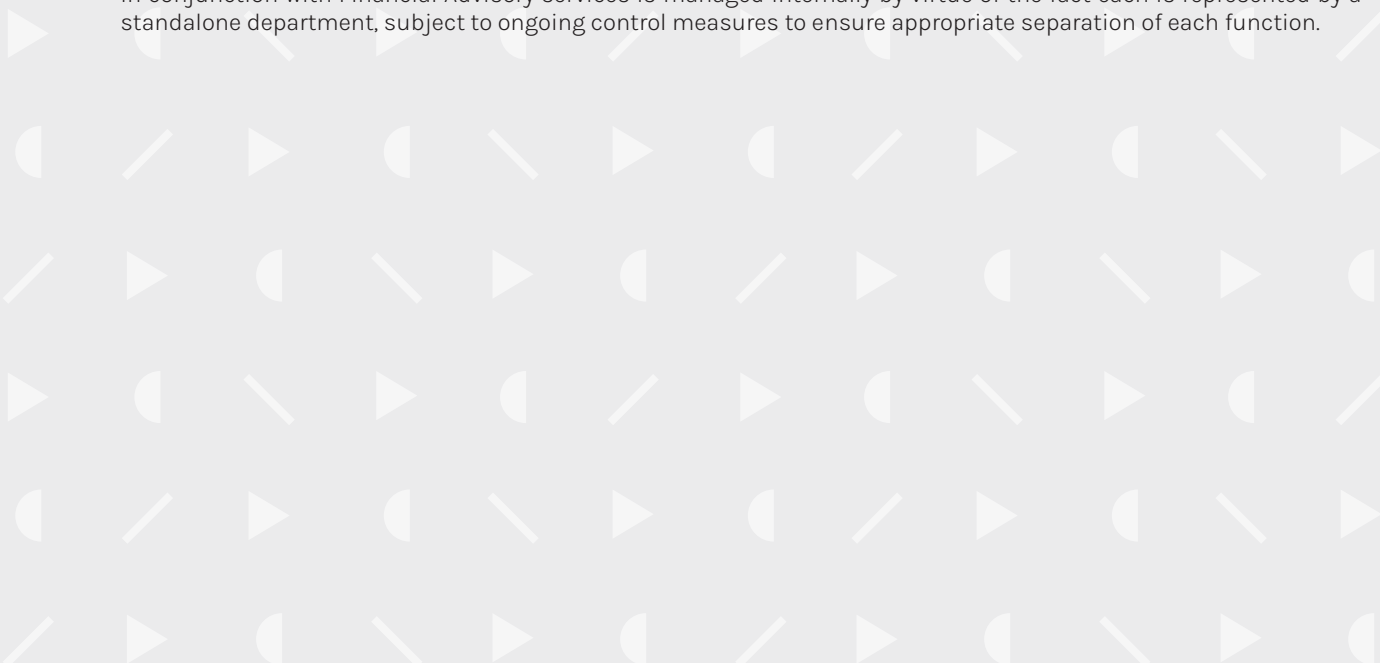 in conjunction with Financial Advisory Services is managed internally by virtue of the fact each is represented by a
standalone department, subject to ongoing control measures to ensure appropriate separation of each function.